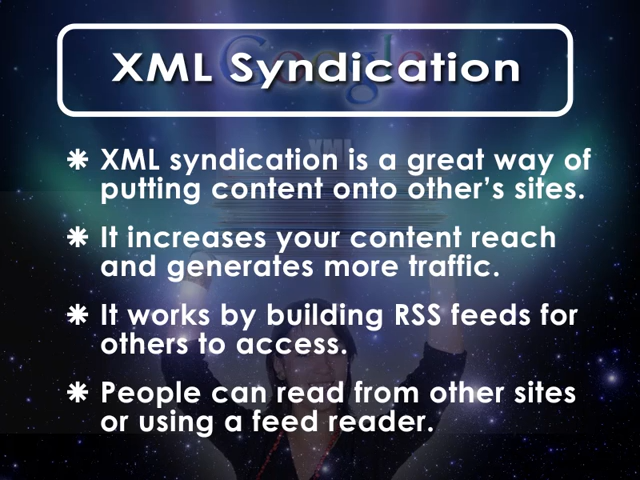 Google
XML Syndication
XML
XML syndication is a great way of
putting content onto other's sites.
It increases your content reach
and generates more traffic.
It works by building RSS feeds for
others to access.
People can read from other sites
or using a feed reader.